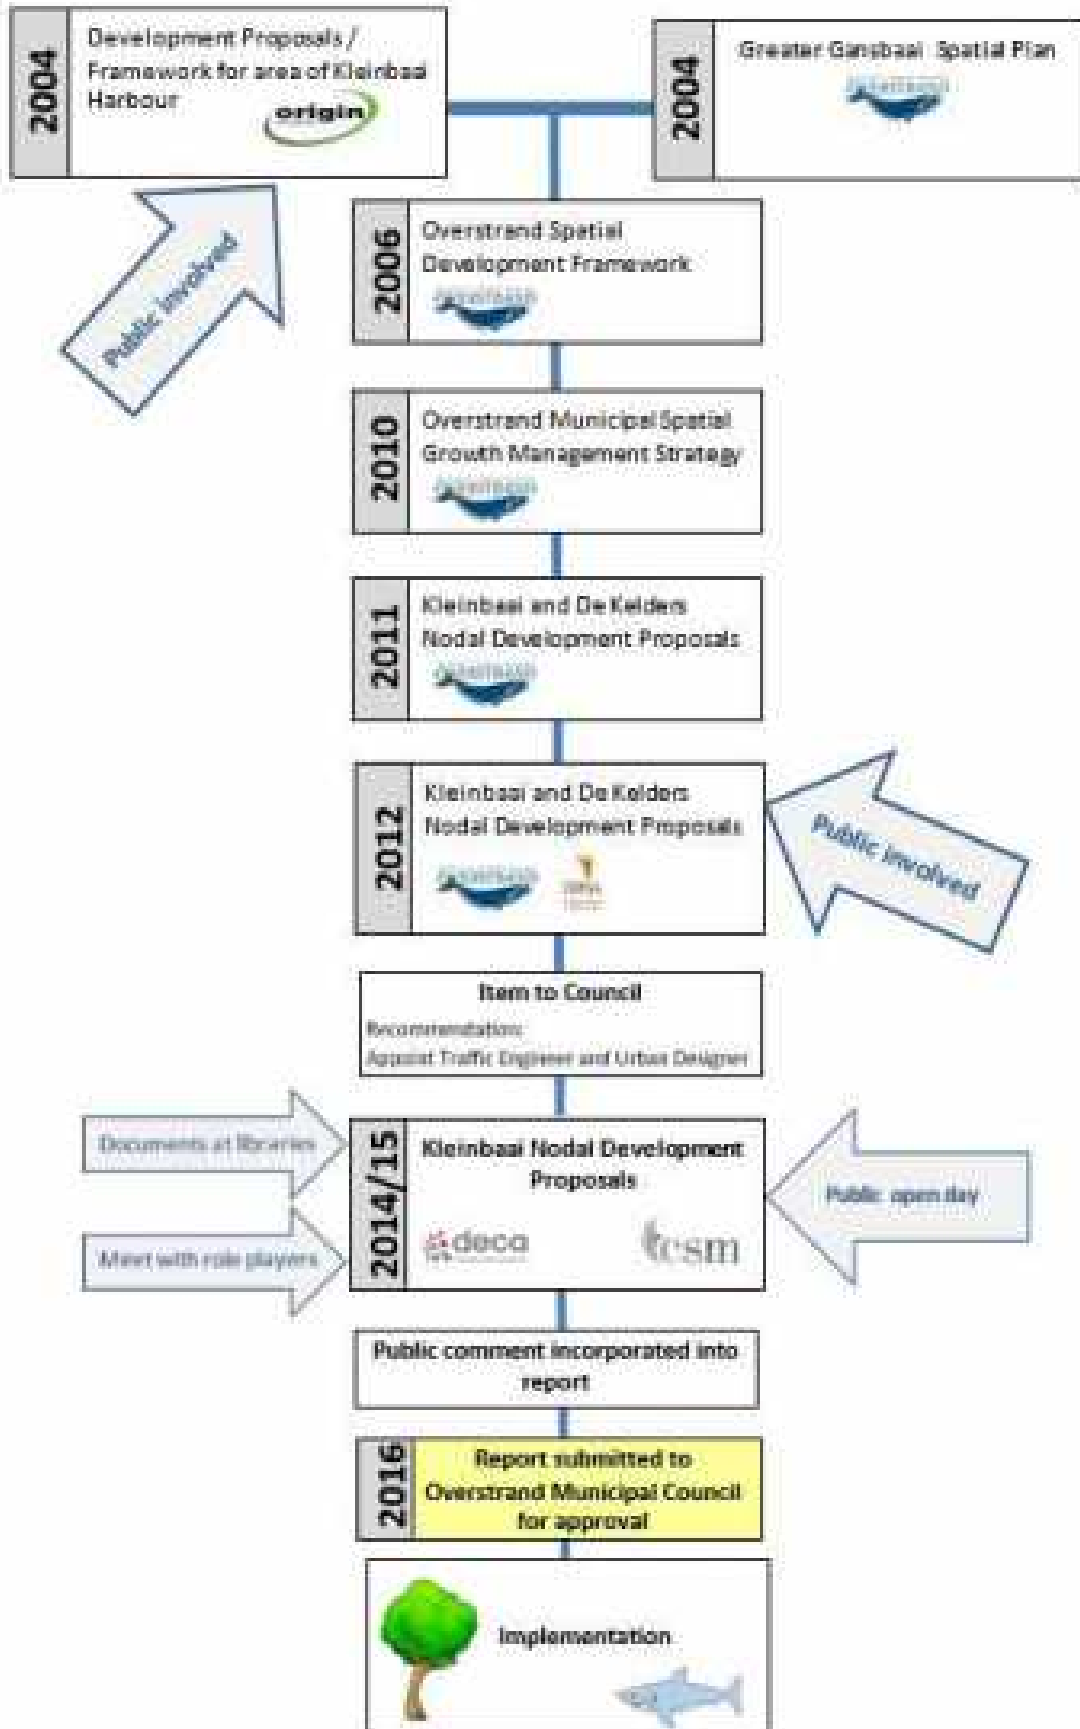 2004
Development Proposals /
Framework for area of Kleinbaai
Harbour
origin
2004
Greater Gansbaai Spatial Plan
Public involved
2006
Overstrand Spatial
Development Framework
2010
Overstrand Municipal Spatial
Growth Management Strategy
2011
Kleinbaai and De Kelders
Nodal Development Proposals
2012
Kleinbaai and De Kelders
Nodal Development Proposals
Public involved
Item to Council
Recommendation:
Appoint Traffic Engineer and Urban Designer
Documents at libraries
Meet with role players
2014/15
Kleinbaai Nodal Development
Proposals
deca
csm
Public open day
Public comment incorporated into
report
2016
Report submitted to
Overstrand Municipal Council
for approval
Implementation